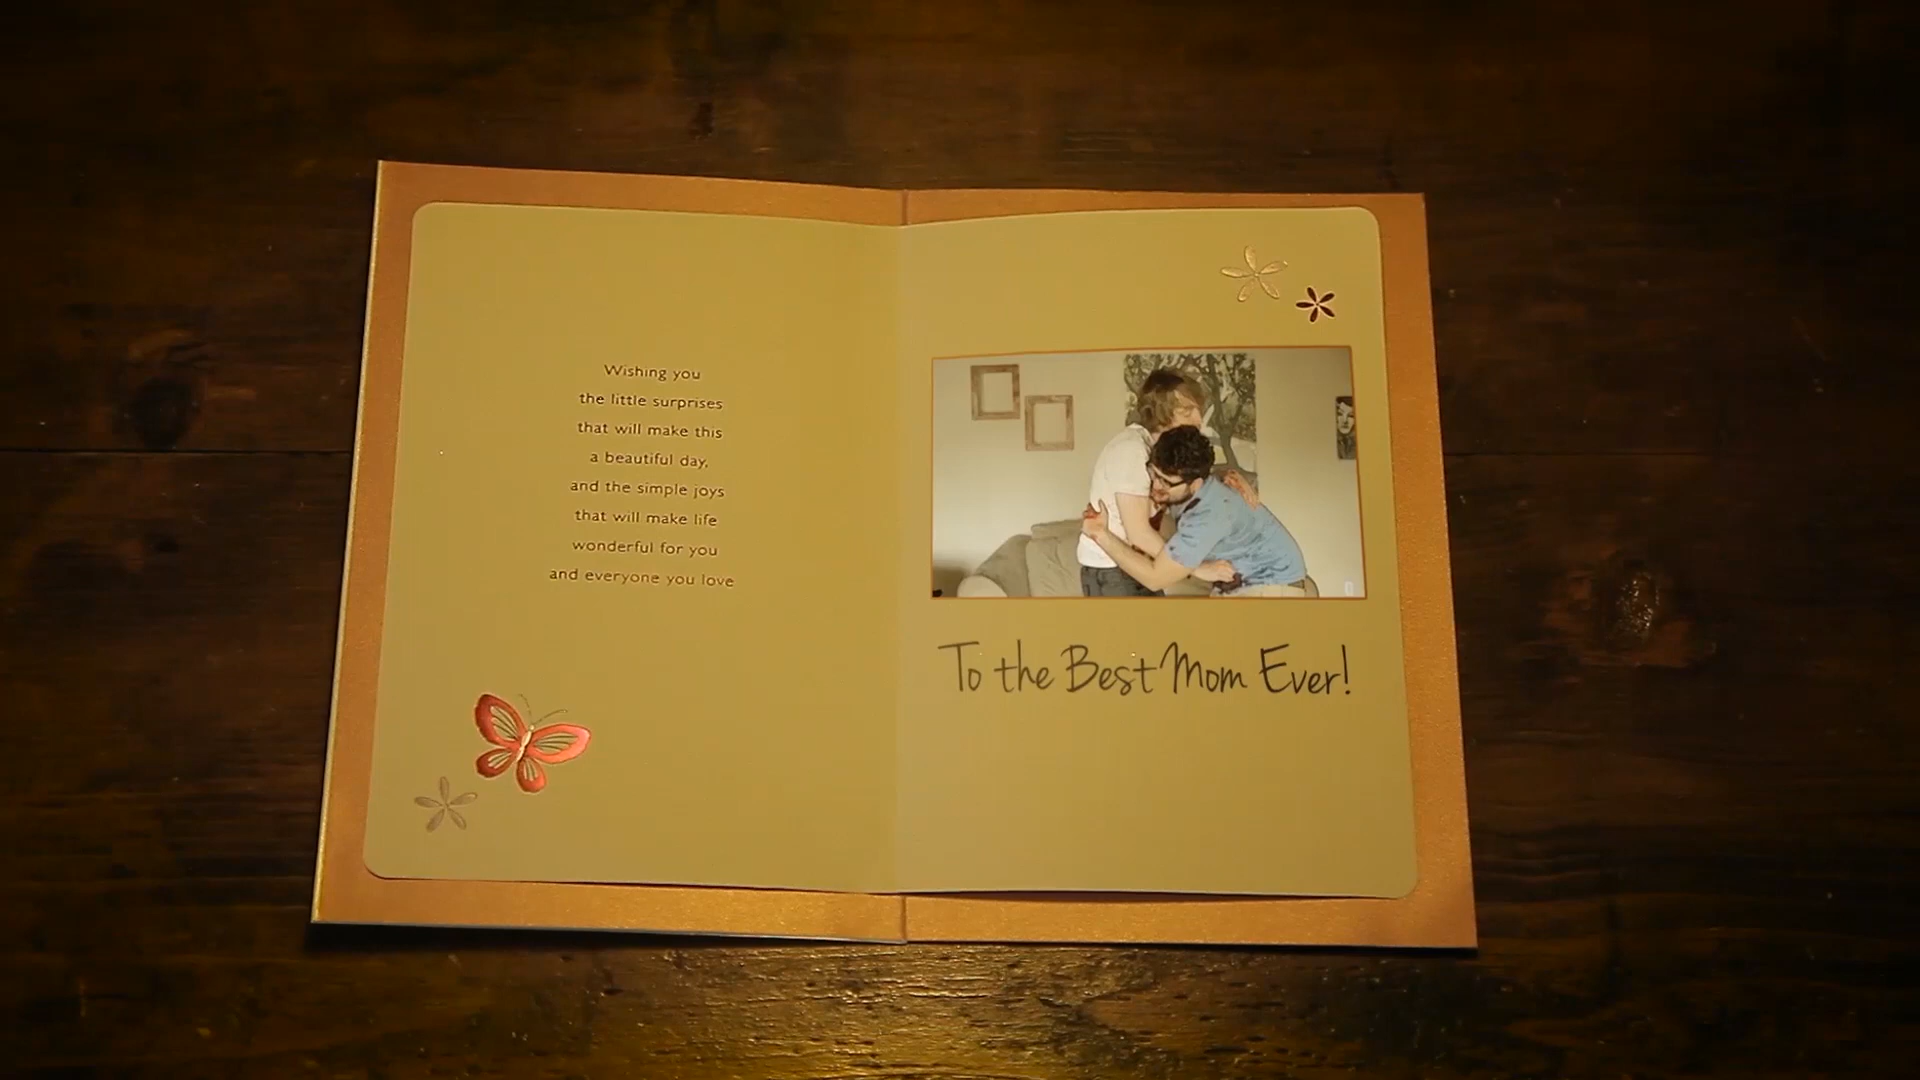 Wishing you
the little surprises
that will make this
a beautiful day,
and the simple joys
that will make life
wonderful for you
and everyone you love
To the Best Mom Ever!